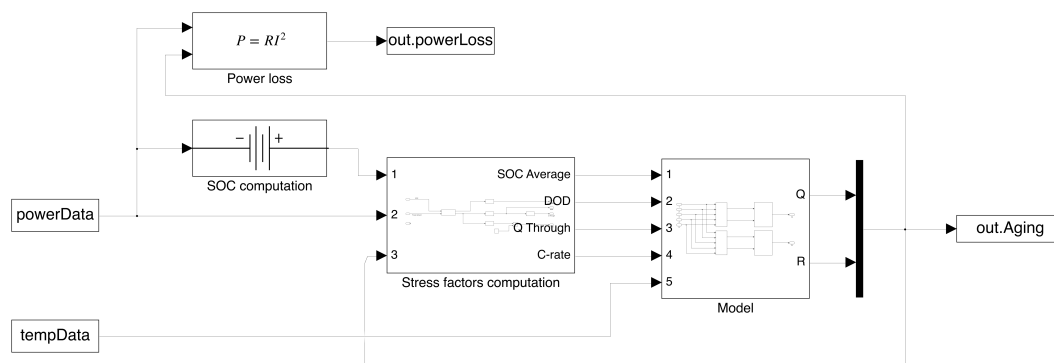 P = RI²
Power loss
out.powerLoss
− +
SOC computation
powerData
1
2
3
SOC Average
DOD
Q Through
C-rate
Stress factors computation
1
2
3
4
5
Q
R
Model
out.Aging
tempData